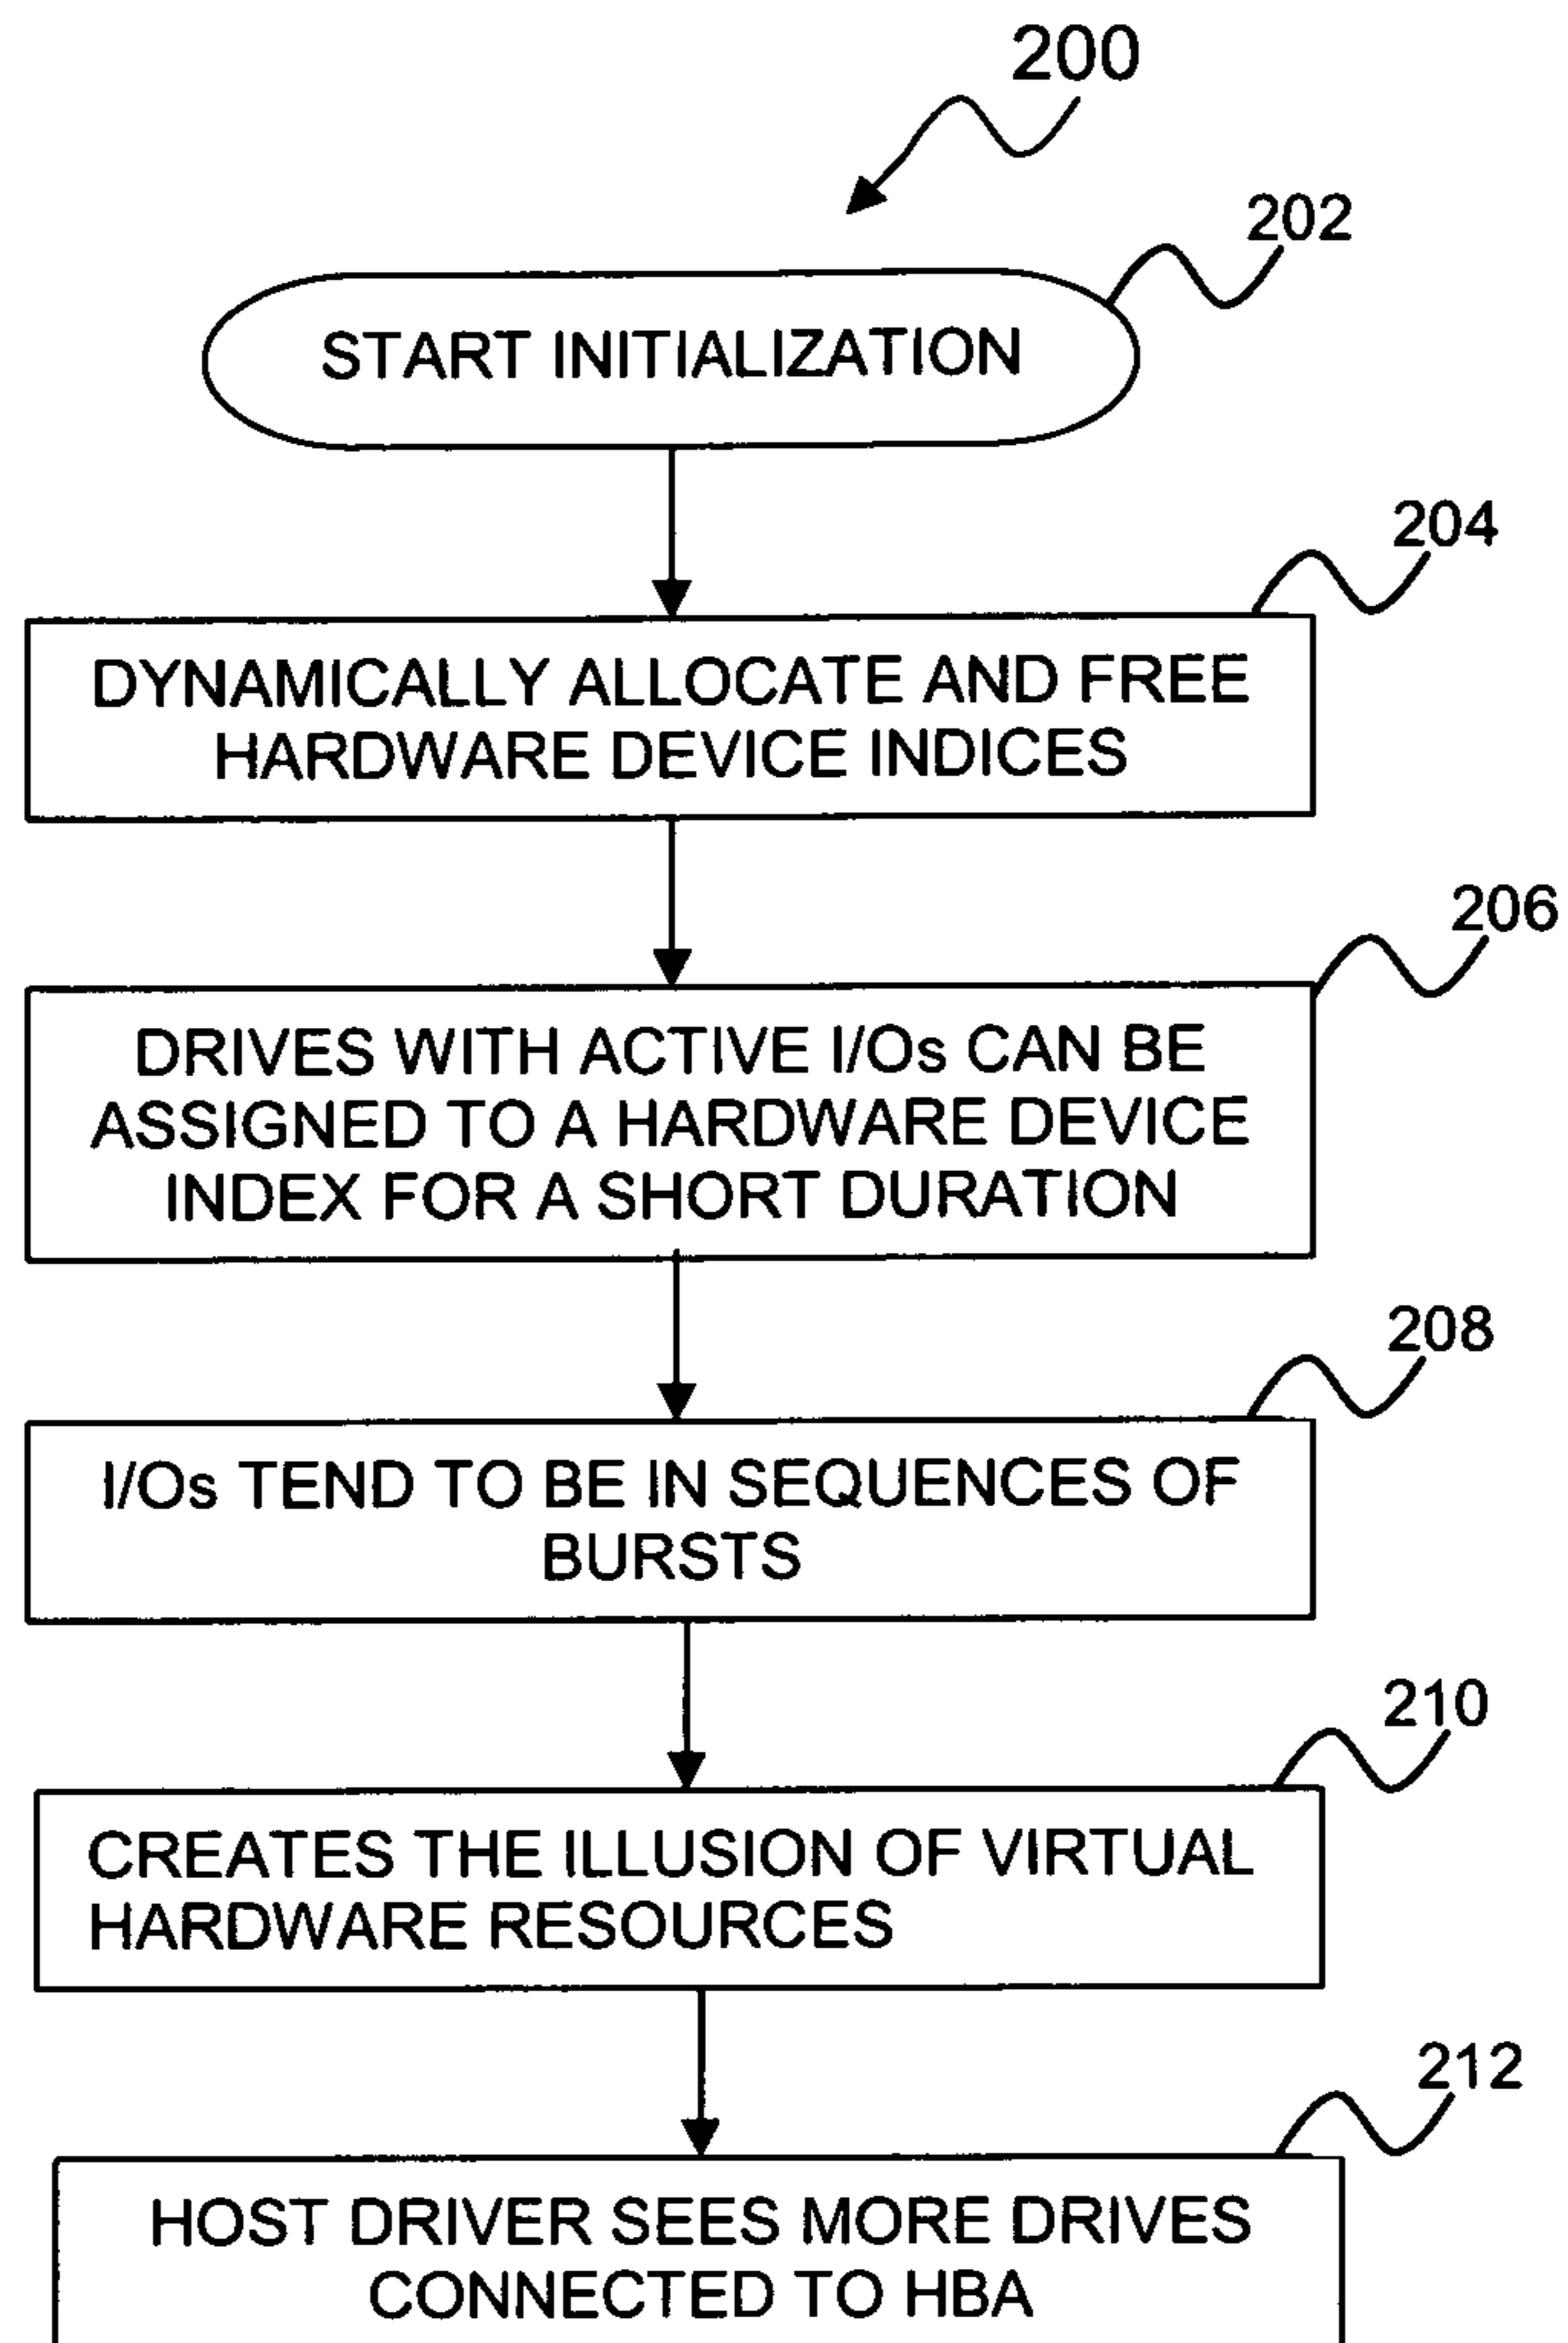 200
202
START INITIALIZATION
204
DYNAMICALLY ALLOCATE AND FREE
HARDWARE DEVICE INDICES
206
DRIVES WITH ACTIVE I/Os CAN BE
ASSIGNED TO A HARDWARE DEVICE
INDEX FOR A SHORT DURATION
208
I/Os TEND TO BE IN SEQUENCES OF
BURSTS
210
CREATES THE ILLUSION OF VIRTUAL
HARDWARE RESOURCES
212
HOST DRIVER SEES MORE DRIVES
CONNECTED TO HBA